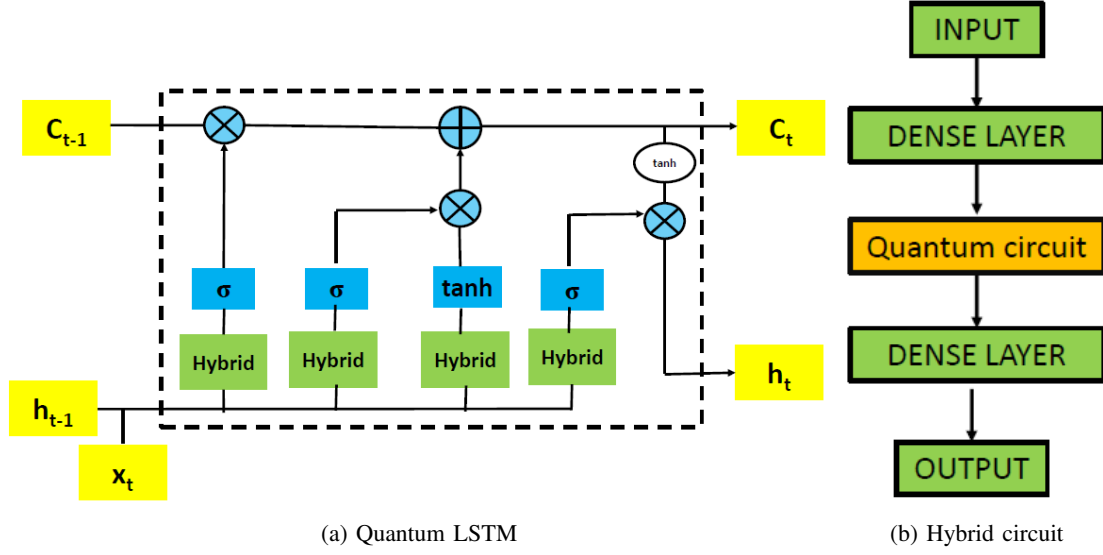 C_{t-1}
C_t
tanh
σ
σ
tanh
σ
Hybrid
Hybrid
Hybrid
Hybrid
h_{t-1}
x_t
h_t
(a) Quantum LSTM
INPUT
DENSE LAYER
Quantum circuit
DENSE LAYER
OUTPUT
(b) Hybrid circuit